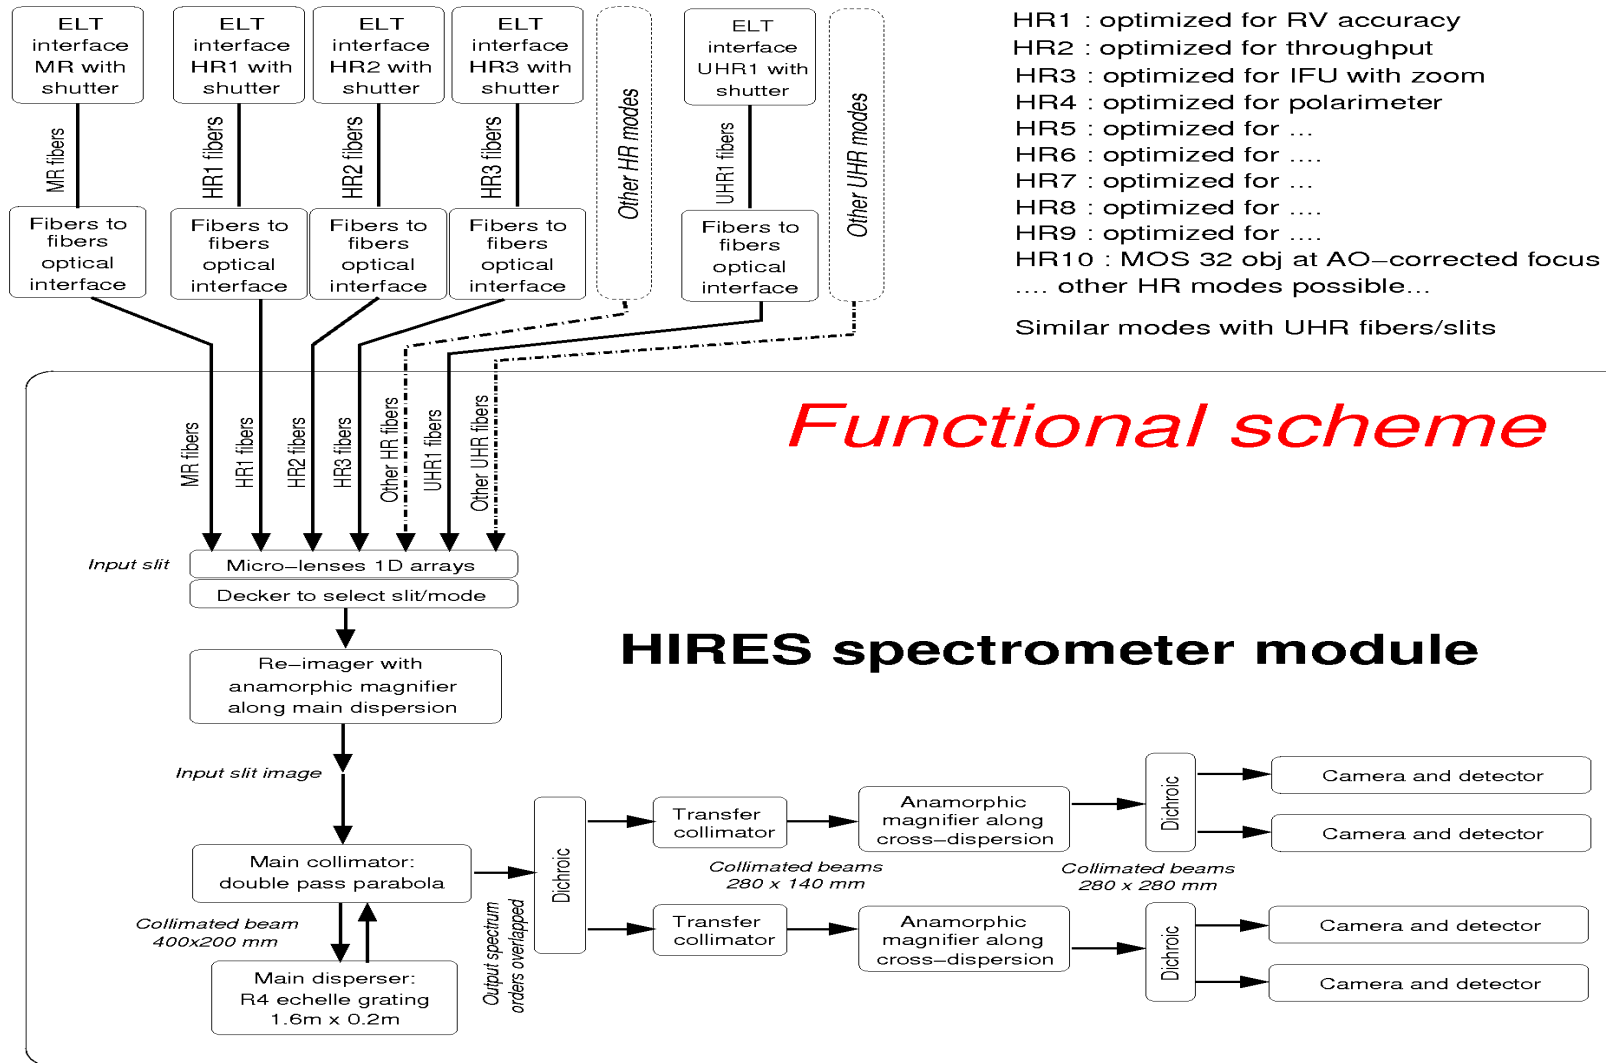 ELT
interface
MR with
shutter
ELT
interface
HR1 with
shutter
ELT
interface
HR2 with
shutter
ELT
interface
HR3 with
shutter
Other HR modes
ELT
interface
UHR1 with
shutter
Other UHR modes
HR1 : optimized for RV accuracy
HR2 : optimized for throughput
HR3 : optimized for IFU with zoom
HR4 : optimized for polarimeter
HR5 : optimized for ...
HR6 : optimized for ....
HR7 : optimized for ...
HR8 : optimized for ....
HR9 : optimized for ....
HR10 : MOS 32 obj at AO−corrected focus
.... other HR modes possible...
Similar modes with UHR fibers/slits
MR fibers
HR1 fibers
HR2 fibers
HR3 fibers
UHR1 fibers
Fibers to
fibers
optical
interface
Fibers to
fibers
optical
interface
Fibers to
fibers
optical
interface
Fibers to
fibers
optical
interface
Fibers to
fibers
optical
interface
Functional scheme
MR fibers
HR1 fibers
HR2 fibers
HR3 fibers
Other HR fibers
UHR1 fibers
Other UHR fibers
Input slit
Micro−lenses 1D arrays
Decker to select slit/mode
HIRES spectrometer module
Re−imager with
anamorphic magnifier
along main dispersion
Input slit image
Main collimator:
double pass parabola
Collimated beam
400x200 mm
Main disperser:
R4 echelle grating
1.6m x 0.2m
Output spectrum
orders overlapped
Dichroic
Transfer
collimator
Anamorphic
magnifier along
cross−dispersion
Collimated beams
280 x 140 mm
Transfer
collimator
Anamorphic
magnifier along
cross−dispersion
Collimated beams
280 x 280 mm
Dichroic
Camera and detector
Camera and detector
Dichroic
Camera and detector
Camera and detector